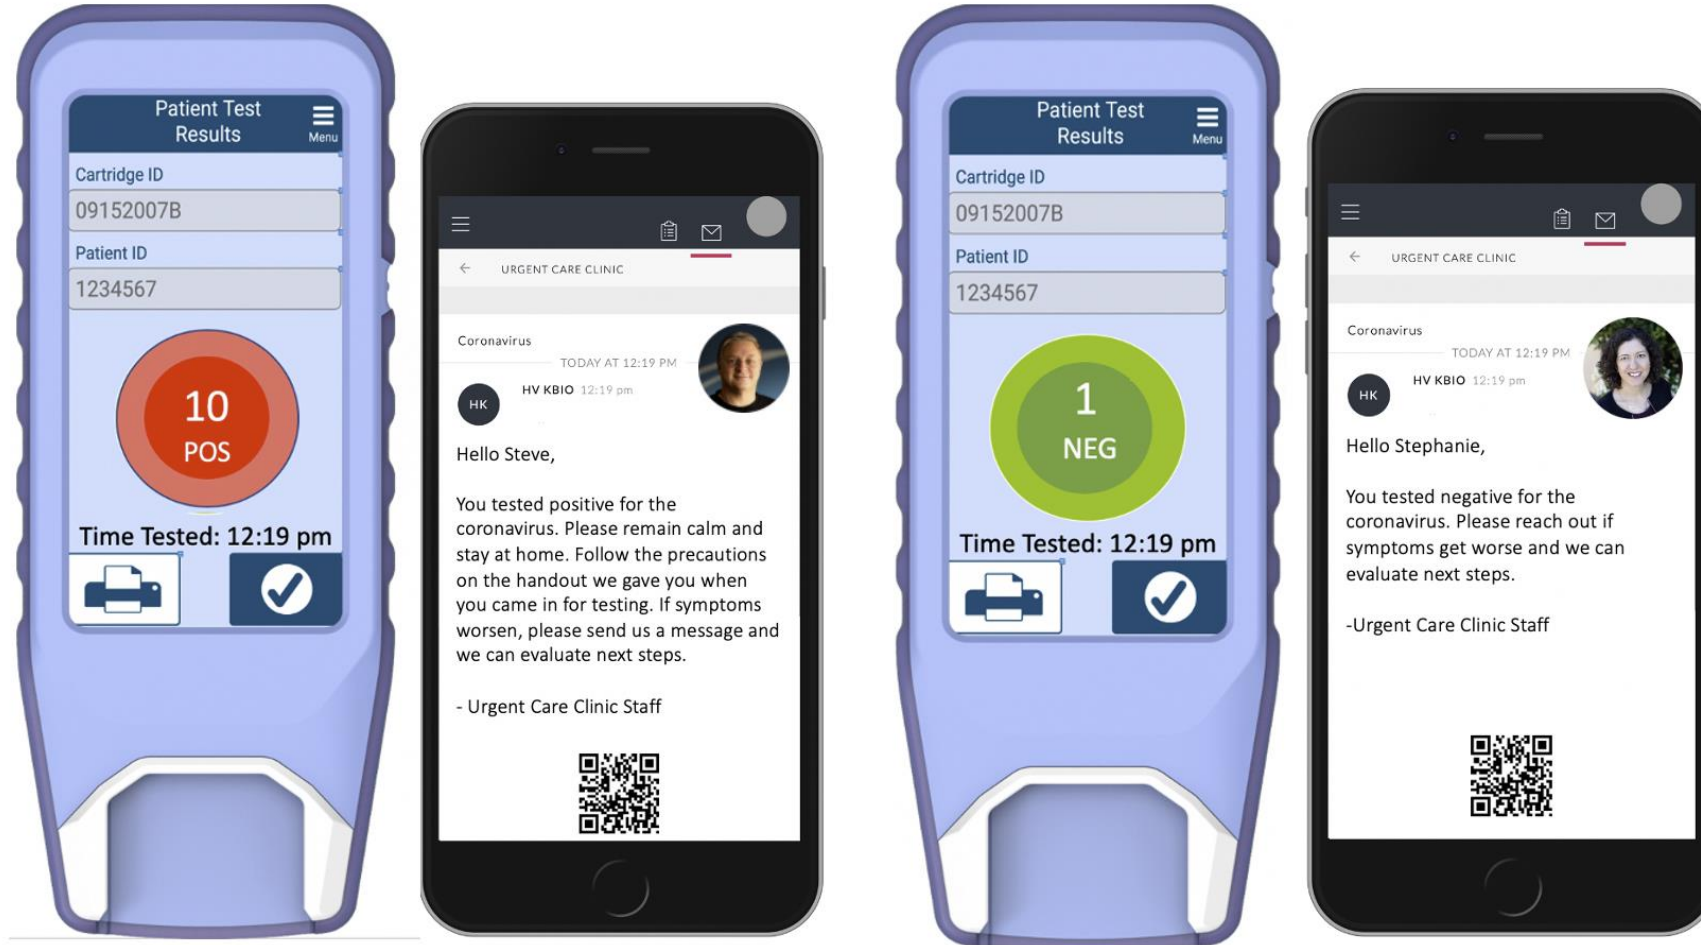 Patient Test
Results
Menu
Cartridge ID
09152007B
Patient ID
1234567
10
POS
Time Tested: 12:19 pm
URGENT CARE CLINIC
Coronavirus
TODAY AT 12:19 PM
HK
HV KBIO 12:19 pm
Hello Steve,
You tested positive for the
coronavirus. Please remain calm and
stay at home. Follow the precautions
on the handout we gave you when
you came in for testing. If symptoms
worsen, please send us a message and
we can evaluate next steps.
- Urgent Care Clinic Staff
Patient Test
Results
Menu
Cartridge ID
09152007B
Patient ID
1234567
1
NEG
Time Tested: 12:19 pm
URGENT CARE CLINIC
Coronavirus
TODAY AT 12:19 PM
HK
HV KBIO 12:19 pm
Hello Stephanie,
You tested negative for the
coronavirus. Please reach out if
symptoms get worse and we can
evaluate next steps.
-Urgent Care Clinic Staff